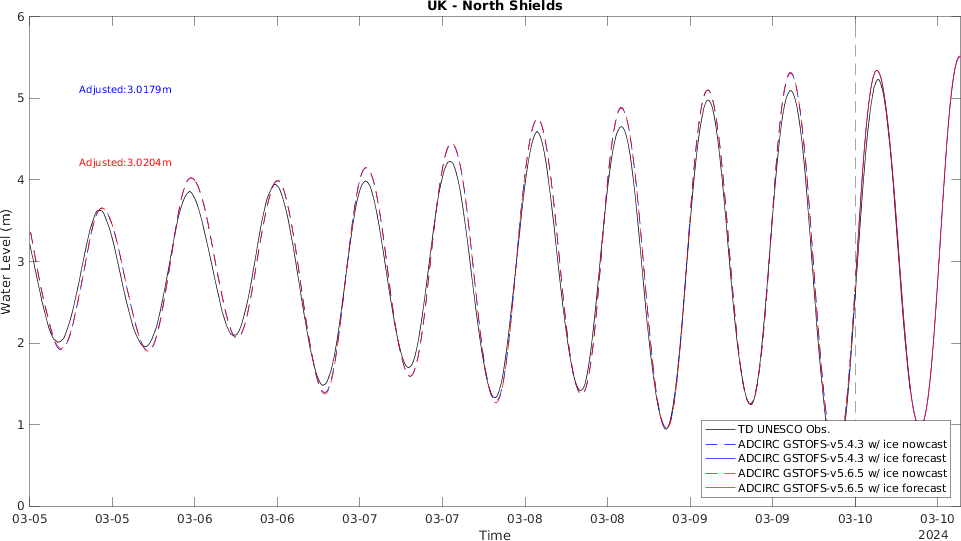 UK - North Shields
6
5
4
3
2
1
0
Water Level (m)
Adjusted:3.0179m
Adjusted:3.0204m
TD UNESCO Obs.
ADCIRC GSTOFS-v5.4.3 w/ ice nowcast
ADCIRC GSTOFS-v5.4.3 w/ ice forecast
ADCIRC GSTOFS-v5.6.5 w/ ice nowcast
ADCIRC GSTOFS-v5.6.5 w/ ice forecast
03-05 03-05 03-06 03-06 03-07 03-07 03-08 03-08 03-09 03-09 03-10 03-10
Time
2024